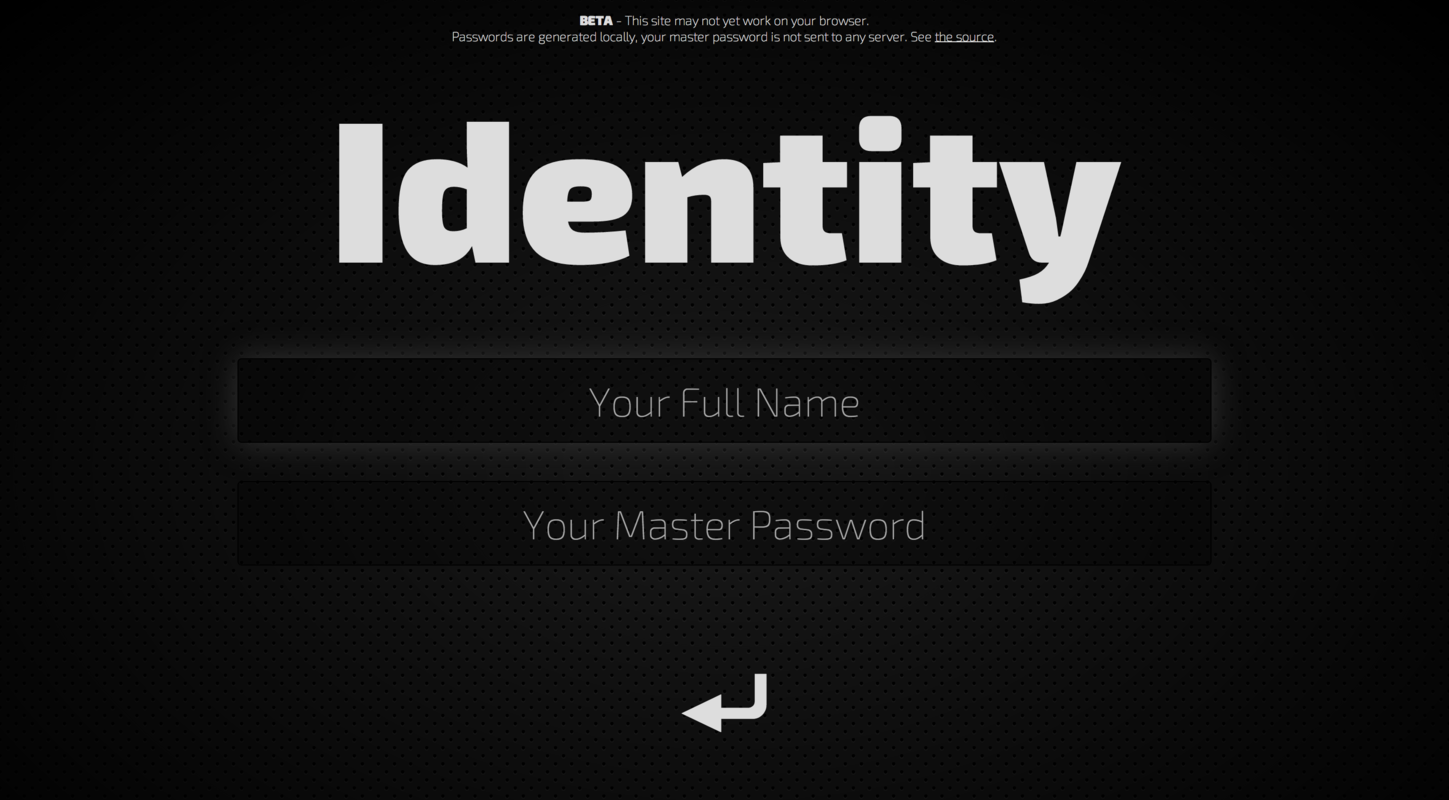 BETA - This site may not yet work on your browser.
Passwords are generated locally, your master password is not sent to any server. See the source.
Identity
Your Full Name
Your Master Password